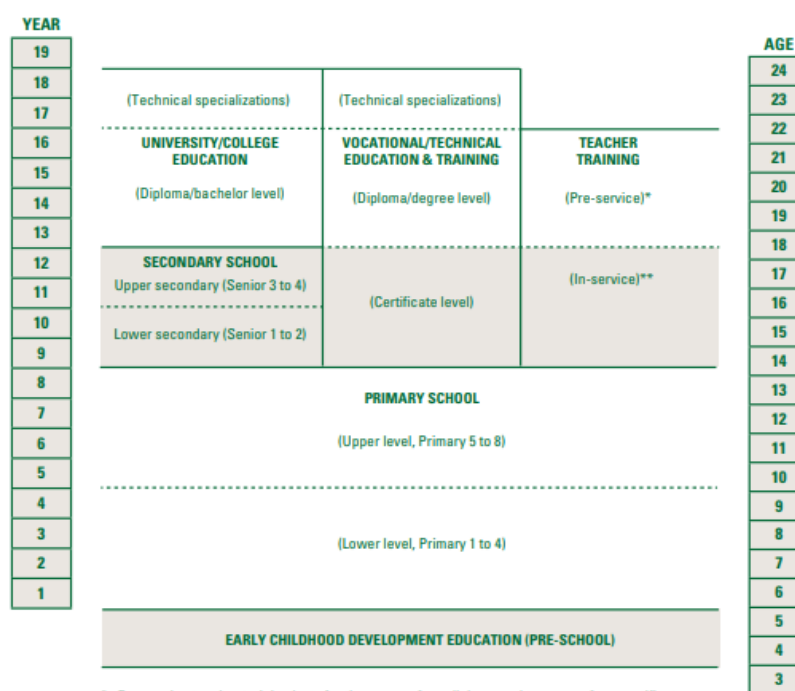 YEAR
19
18
17
16
15
14
13
12
11
10
9
8
7
6
5
4
3
2
1
(Technical specializations)
UNIVERSITY/COLLEGE
EDUCATION
(Diploma/bachelor level)
SECONDARY SCHOOL
Upper secondary (Senior 3 to 4)
Lower secondary (Senior 1 to 2)
(Technical specializations)
VOCATIONAL/TECHNICAL
EDUCATION & TRAINING
(Diploma/degree level)
(Certificate level)
TEACHER
TRAINING
(Pre-service)*
(In-service)**
PRIMARY SCHOOL
(Upper level, Primary 5 to 8)
(Lower level, Primary 1 to 4)
EARLY CHILDHOOD DEVELOPMENT EDUCATION (PRE-SCHOOL)
AGE
24
23
22
21
20
19
18
17
16
15
14
13
12
11
10
9
8
7
6
5
4
3